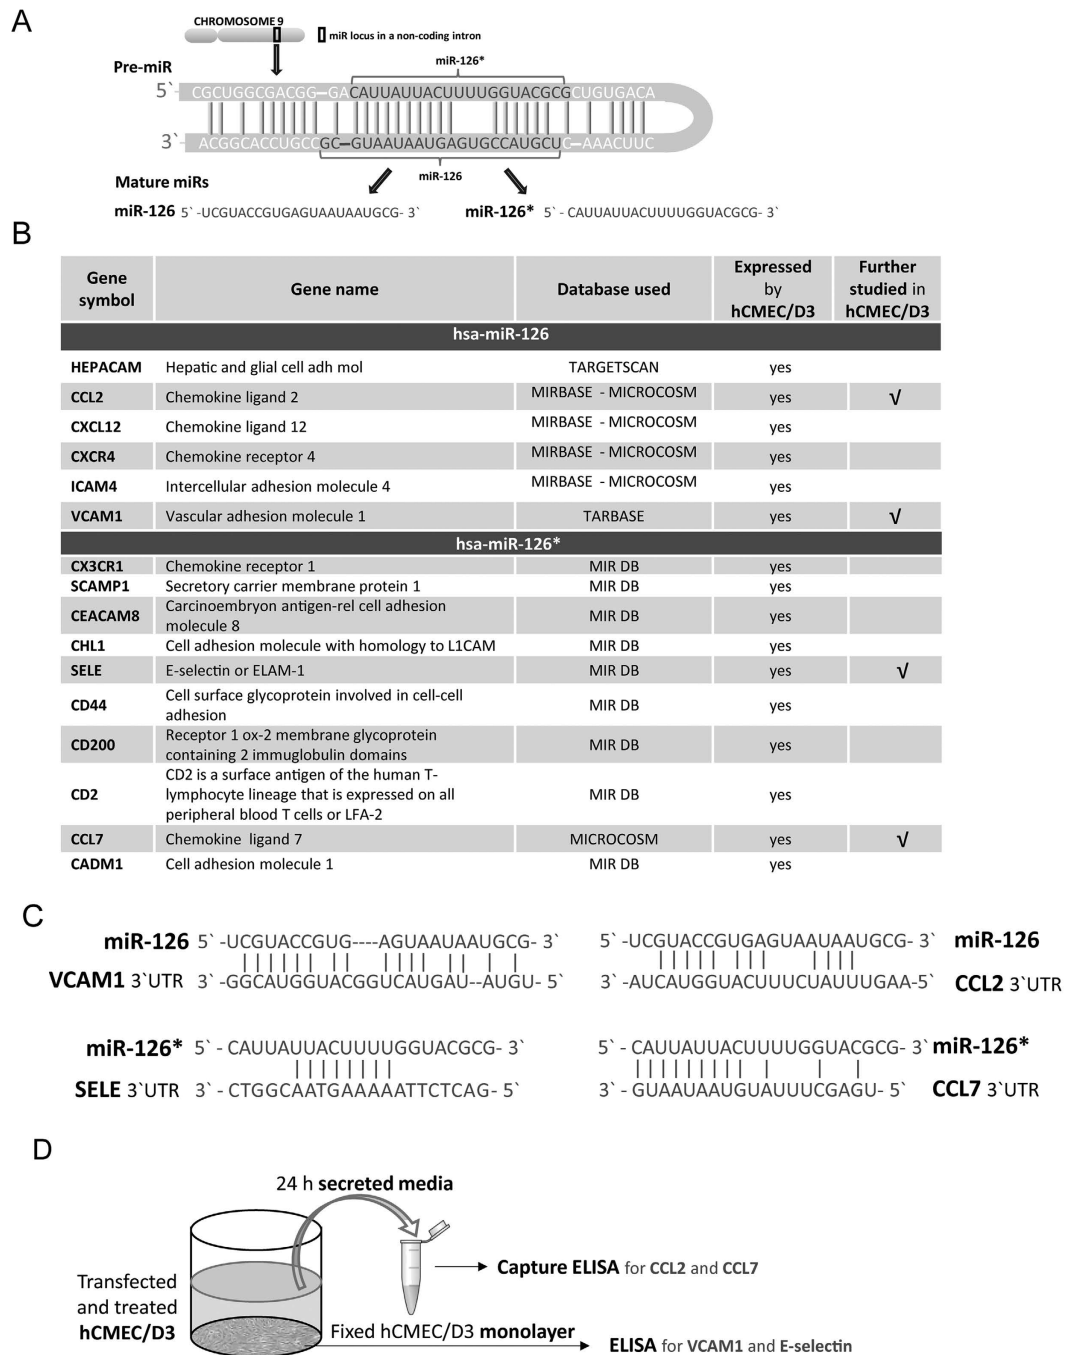 A
CHROMOSOME 9
miR locus in a non-coding intron
miR-126*
Pre-miR
5` CGCUGGCGACGG—GACAUUAUUACUUUUGGUACGCGCUGUGACA
3` ACGGCACCUGCCGC—GUAAUAAUGAGUGCCAUGCUC—AAACUUC
miR-126
Mature miRs
miR-126 5` -UCGUACCGUGAGUAAUAAUGCG- 3`
miR-126* 5` - CAUUAUUACUUUUGGUACGCG- 3`
B
Gene symbol | Gene name | Database used | Expressed by hCMEC/D3 | Further studied in hCMEC/D3
hsa-miR-126
HEPACAM Hepatic and glial cell adh mol TARGETSCAN yes
CCL2 Chemokine ligand 2 MIRBASE - MICROCOSM yes √
CXCL12 Chemokine ligand 12 MIRBASE - MICROCOSM yes
CXCR4 Chemokine receptor 4 MIRBASE - MICROCOSM yes
ICAM4 Intercellular adhesion molecule 4 MIRBASE - MICROCOSM yes
VCAM1 Vascular adhesion molecule 1 TARBASE yes √
hsa-miR-126*
CX3CR1 Chemokine receptor 1 MIR DB yes
SCAMP1 Secretory carrier membrane protein 1 MIR DB yes
CEACAM8 Carcinoembryon antigen-rel cell adhesion
molecule 8 MIR DB yes
CHL1 Cell adhesion molecule with homology to L1CAM MIR DB yes
SELE E-selectin or ELAM-1 MIR DB yes √
CD44 Cell surface glycoprotein involved in cell-cell
adhesion MIR DB yes
CD200 Receptor 1 ox-2 membrane glycoprotein
containing 2 immuglobulin domains MIR DB yes
CD2 is a surface antigen of the human T-
CD2 lymphocyte lineage that is expressed on all MIR DB yes
peripheral blood T cells or LFA-2
CCL7 Chemokine ligand 7 MICROCOSM yes √
CADM1 Cell adhesion molecule 1 MIR DB yes
C
miR-126 5` -UCGUACCGUG----AGUAAUAAUGCG- 3`
VCAM1 3`UTR 3` -GGCAUGGUACGGUCAUGAU--AUGU- 5`
5` -UCGUACCGUGAGUAAUAAUGCG- 3` miR-126
3` -AUCAUGGUACUUUCUAUUUGAA-5` CCL2 3`UTR
miR-126* 5` - CAUUAUUACUUUUGGUACGCG- 3`
SELE 3`UTR 3` - CTGGCAATGAAAAATTCTCAG- 5`
5` - CAUUAUUACUUUUGGUACGCG- 3` miR-126*
3` - GUAAUAAUGUAUUUCGAGU- 5` CCL7 3`UTR
D
24 h secreted media
Capture ELISA for CCL2 and CCL7
Transfected
and treated
hCMEC/D3
Fixed hCMEC/D3 monolayer
ELISA for VCAM1 and E-selectin